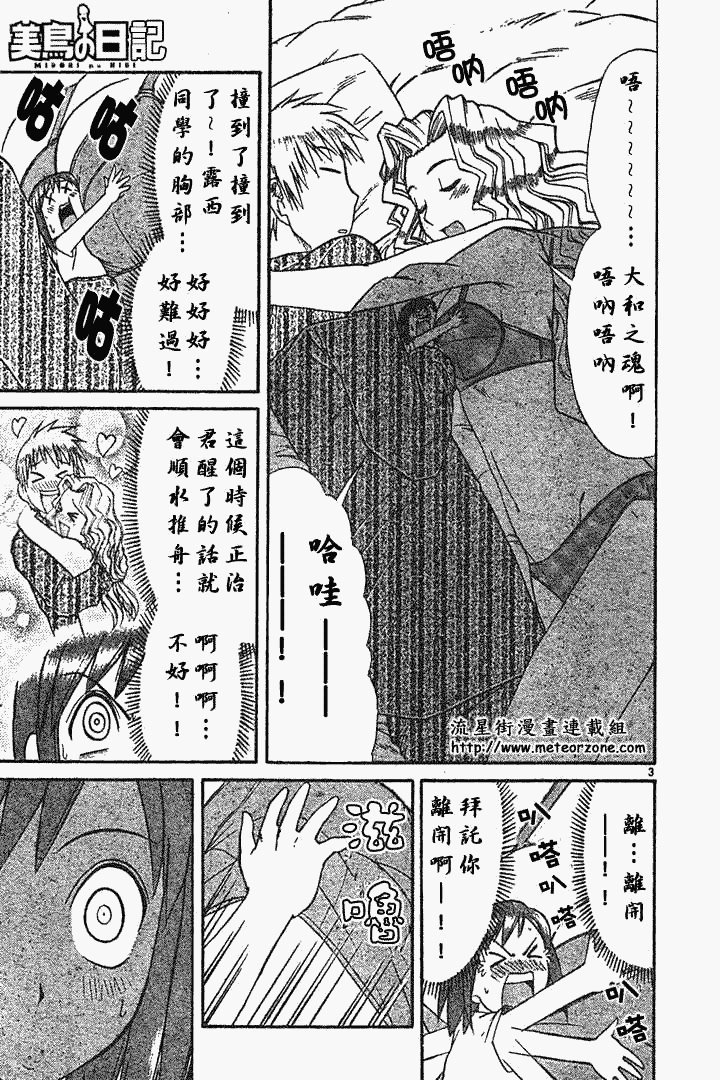 美鳥の日記
MIDORI no HIBI
唔吶
唔吶
唔~~~~~~~…
大和之魂啊！
唔吶唔吶
哈哇———
———！！
撞到了撞到
了~！露西
同學的胸部…
好好好…
好難過！
咕
咕
咕
這個時候正治
君醒了的話就
會順水推舟…
啊啊啊…
不好！！
流星街漫畫連載組
http://www.meteorzone.com
3
離…離開
—！！
拜託你
離開啊—！！
叭
嗒
嗒
叭
嗒
嗒
滋
嚕